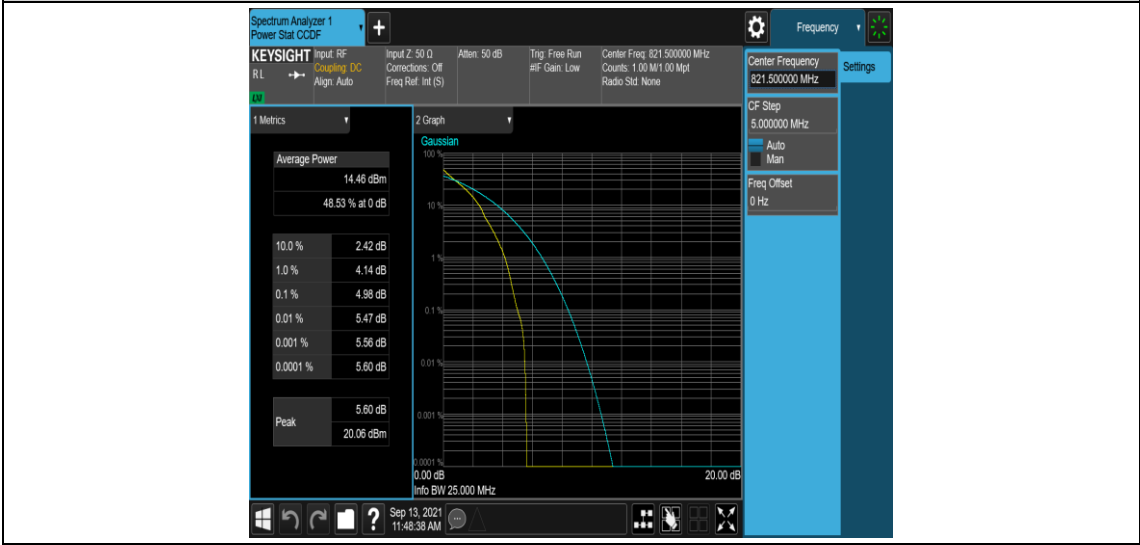 Spectrum Analyzer 1
Power Stat CCDF
+
Frequency
KEYSIGHT
RL
LM
Input: RF
Coupling: DC
Align: Auto
Input Z: 50 Ω
Corrections: Off
Freq Ref: Int (S)
Atten: 50 dB
Trig: Free Run
#IF Gain: Low
Center Freq: 821.500000 MHz
Counts: 1.00 M/1.00 Mpt
Radio Std: None
Center Frequency
821.500000 MHz
Settings
CF Step
5.000000 MHz
Auto
Man
Freq Offset
0 Hz
1 Metrics
Average Power
14.46 dBm
48.53 % at 0 dB
10.0 % 2.42 dB
1.0 % 4.14 dB
0.1 % 4.98 dB
0.01 % 5.47 dB
0.001 % 5.56 dB
0.0001 % 5.60 dB
Peak
5.60 dB
20.06 dBm
2 Graph
Gaussian
100 %
10 %
1 %
0.1 %
0.01 %
0.001 %
0.0001 %
0.00 dB 20.00 dB
Info BW 25.000 MHz
?
Sep 13, 2021
11:48:38 AM